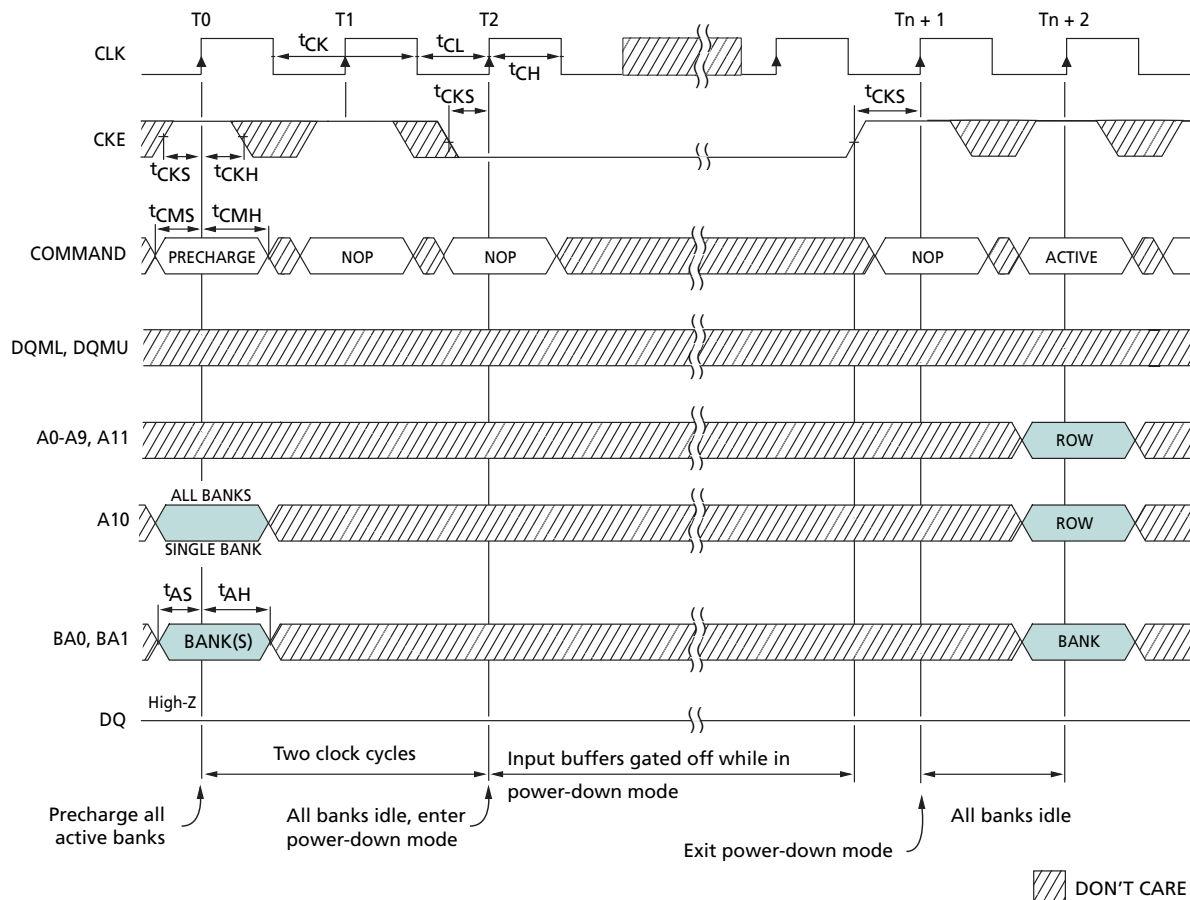 T0 T1 T2 Tn + 1 Tn + 2
CLK
tCK tCL
tCH
tCKS tCKS
CKE
tCKS tCKH
tCMS tCMH
COMMAND PRECHARGE NOP NOP NOP ACTIVE
DQML, DQMU
A0-A9, A11 ROW
ALL BANKS
A10 ROW
SINGLE BANK
tAS tAH
BA0, BA1 BANK(S) BANK
High-Z
DQ
Two clock cycles
Input buffers gated off while in
power-down mode
Precharge all
active banks
All banks idle, enter
power-down mode
All banks idle
Exit power-down mode
DON'T CARE